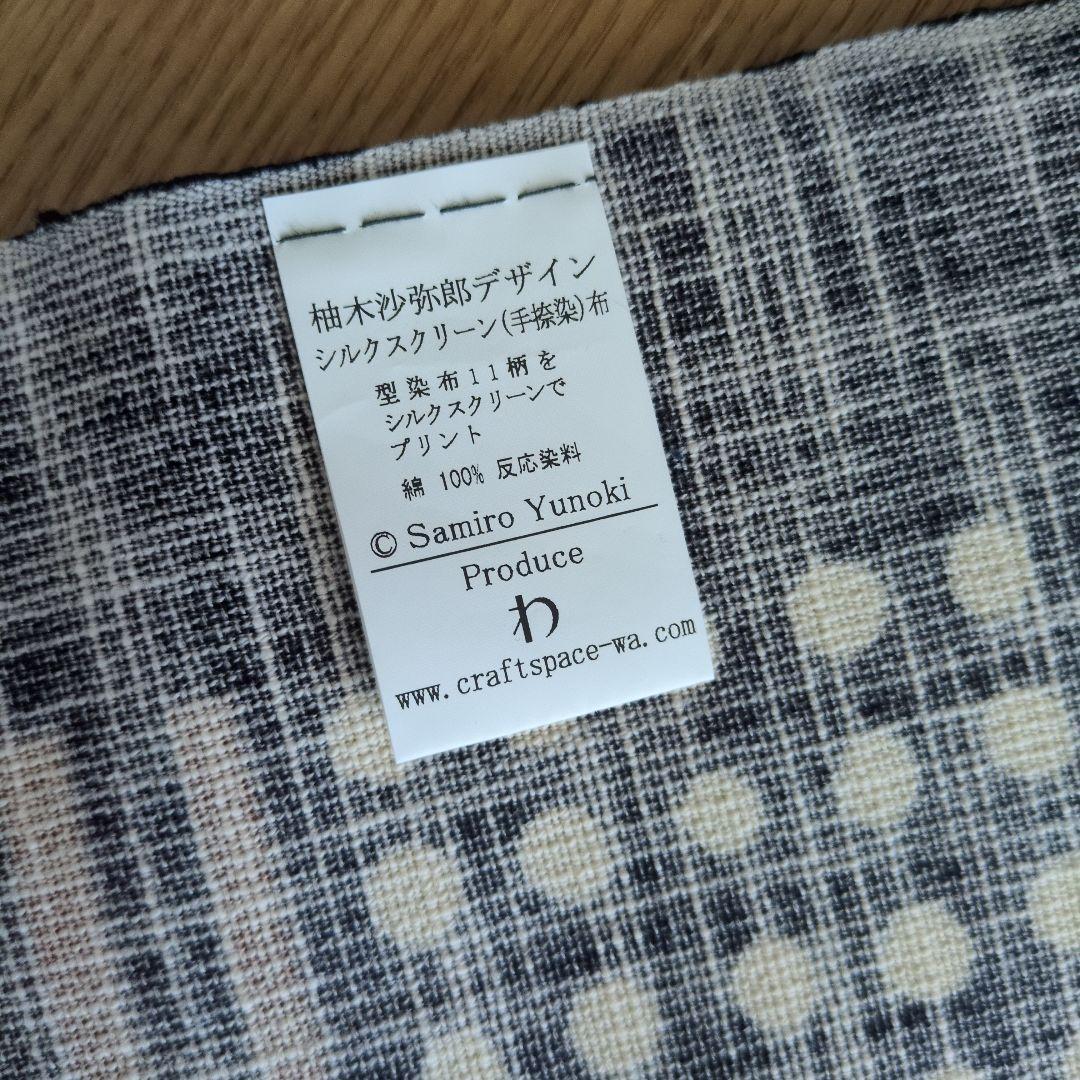 柚木沙弥郎デザイン
シルクスクリーン(手捺染)布
型染布11柄を
シルクスクリーンで
プリント
綿 100% 反応染料
© Samiro Yunoki
Produce
わ
www.craftspace-wa.com